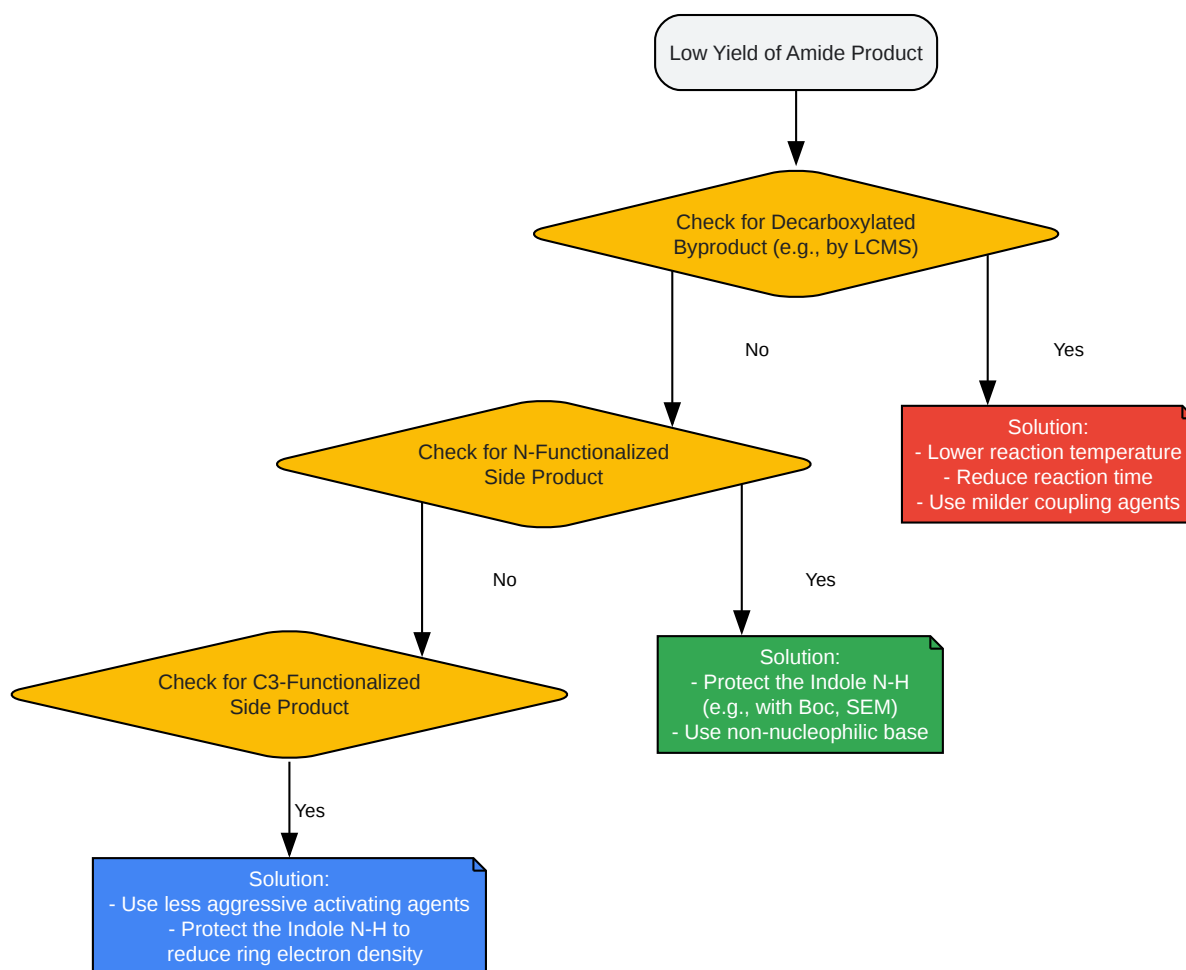 Low Yield of Amide Product
Check for Decarboxylated
Byproduct (e.g., by LCMS)
No
Yes
Solution:
- Lower reaction temperature
- Reduce reaction time
- Use milder coupling agents
Check for N-Functionalized
Side Product
No
Yes
Solution:
- Protect the Indole N-H
(e.g., with Boc, SEM)
- Use non-nucleophilic base
Check for C3-Functionalized
Side Product
Yes
Solution:
- Use less aggressive activating agents
- Protect the Indole N-H to
reduce ring electron density